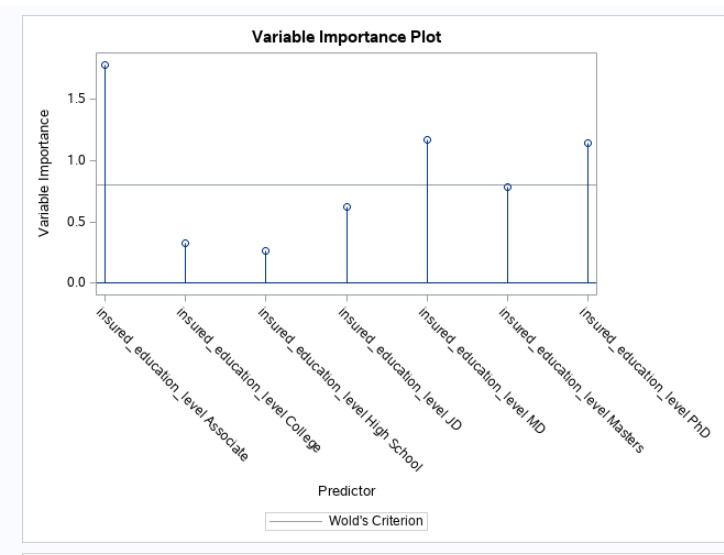 Variable Importance Plot
Variable Importance
1.5
1.0
0.5
0.0
insured_education_level Associate
insured_education_level College
insured_education_level High School
insured_education_level JD
insured_education_level MD
insured_education_level Masters
insured_education_level PhD
Predictor
Wold's Criterion